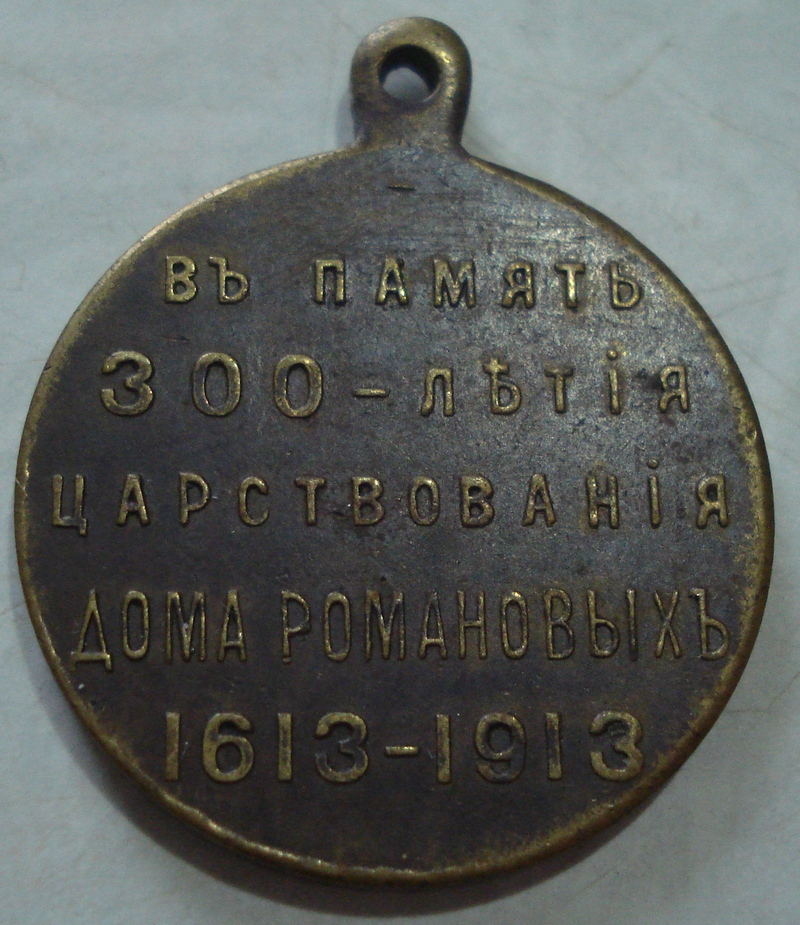 ВЪ ПАМЯТЬ
300-ЛѢТІЯ
ЦАРСТВОВАНІЯ
ДОМА РОМАНОВЫХЪ
1613-1913